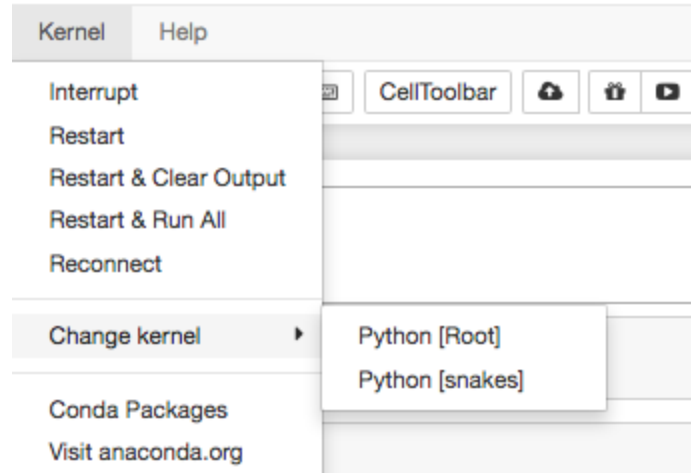 Kernel Help
Interrupt
CellToolbar
Restart
Restart & Clear Output
Restart & Run All
Reconnect
Change kernel
Python [Root]
Python [snakes]
Conda Packages
Visit anaconda.org